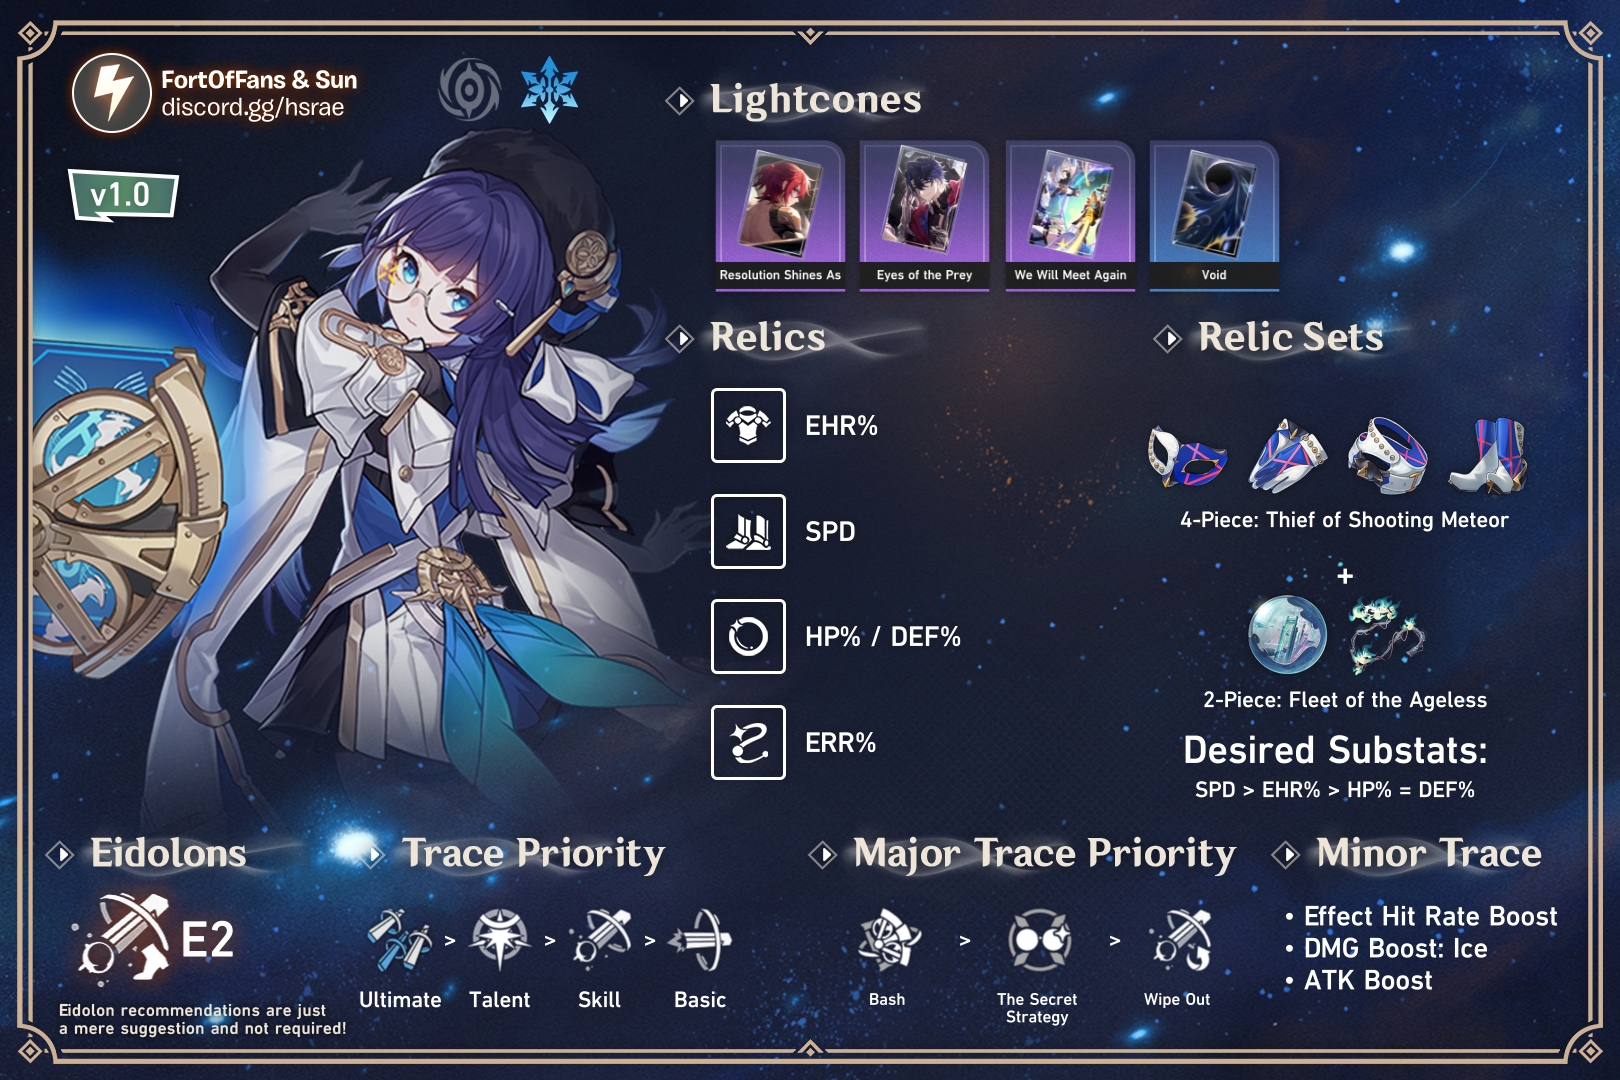 FortOfFans & Sun
discord.gg/hsrae
v1.0
Lightcones
Resolution Shines As
Eyes of the Prey
We Will Meet Again
Void
Relics
EHR%
SPD
HP% / DEF%
ERR%
Relic Sets
4-Piece: Thief of Shooting Meteor
+
2-Piece: Fleet of the Ageless
Desired Substats:
SPD > EHR% > HP% = DEF%
Eidolons
E2
Eidolon recommendations are just
a mere suggestion and not required!
Trace Priority
> > >
Ultimate Talent Skill Basic
Major Trace Priority
> >
Bash The Secret Wipe Out
Strategy
Minor Trace
• Effect Hit Rate Boost
• DMG Boost: Ice
• ATK Boost